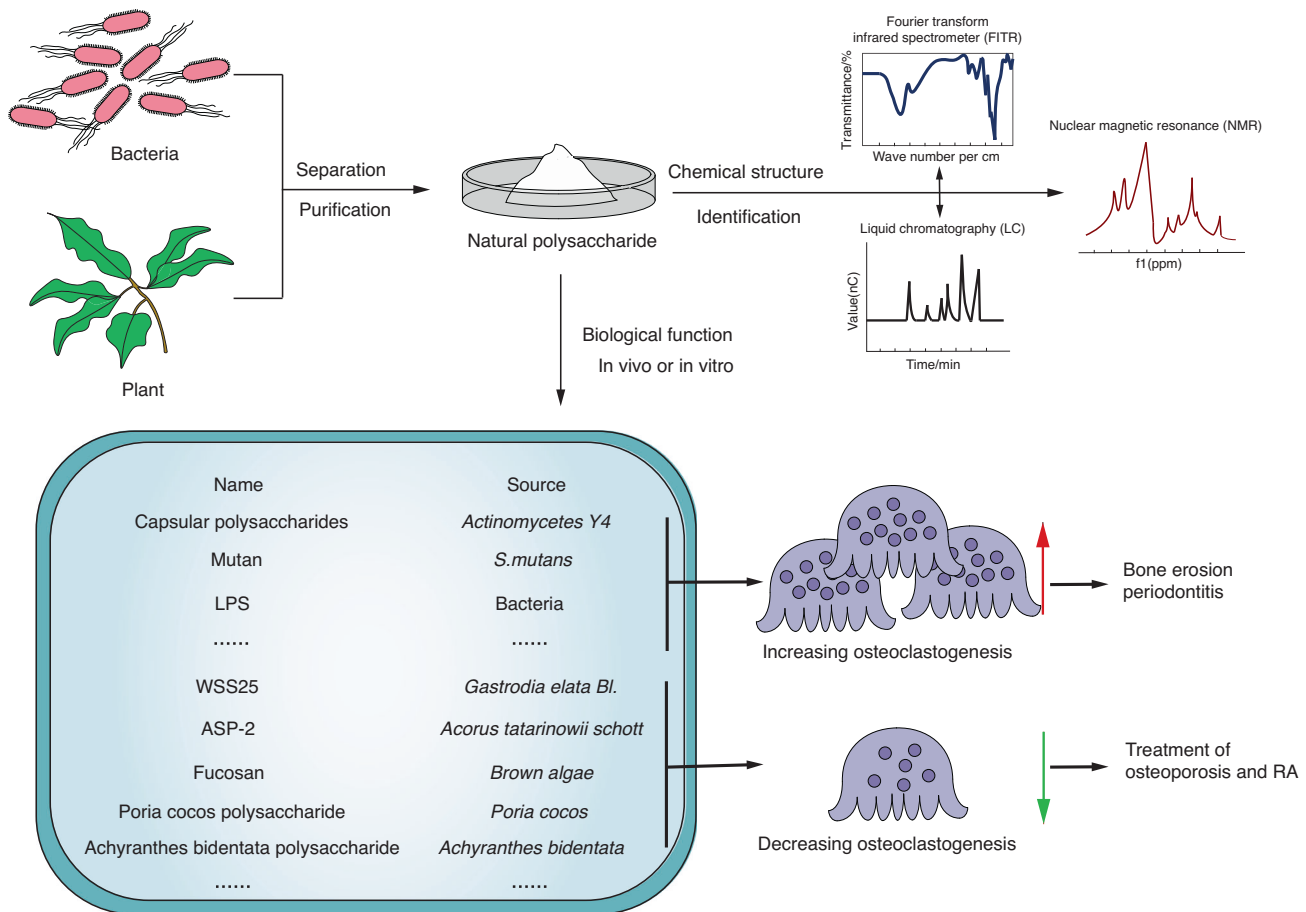 Bacteria
Plant
Separation
Purification
Natural polysaccharide
Chemical structure
Identification
Fourier transform
infrared spectrometer (FITR)
Transmittance/%
Wave number per cm
Liquid chromatography (LC)
Value(nC)
Time/min
Nuclear magnetic resonance (NMR)
f1(ppm)
Biological function
In vivo or in vitro
Name Source
Capsular polysaccharides Actinomycetes Y4
Mutan S.mutans
LPS Bacteria
...... ......
WSS25 Gastrodia elata Bl.
ASP-2 Acorus tatarinowii schott
Fucosan Brown algae
Poria cocos polysaccharide Poria cocos
Achyranthes bidentata polysaccharide Achyranthes bidentata
...... ......
Increasing osteoclastogenesis
Bone erosion
periodontitis
Decreasing osteoclastogenesis
Treatment of
osteoporosis and RA